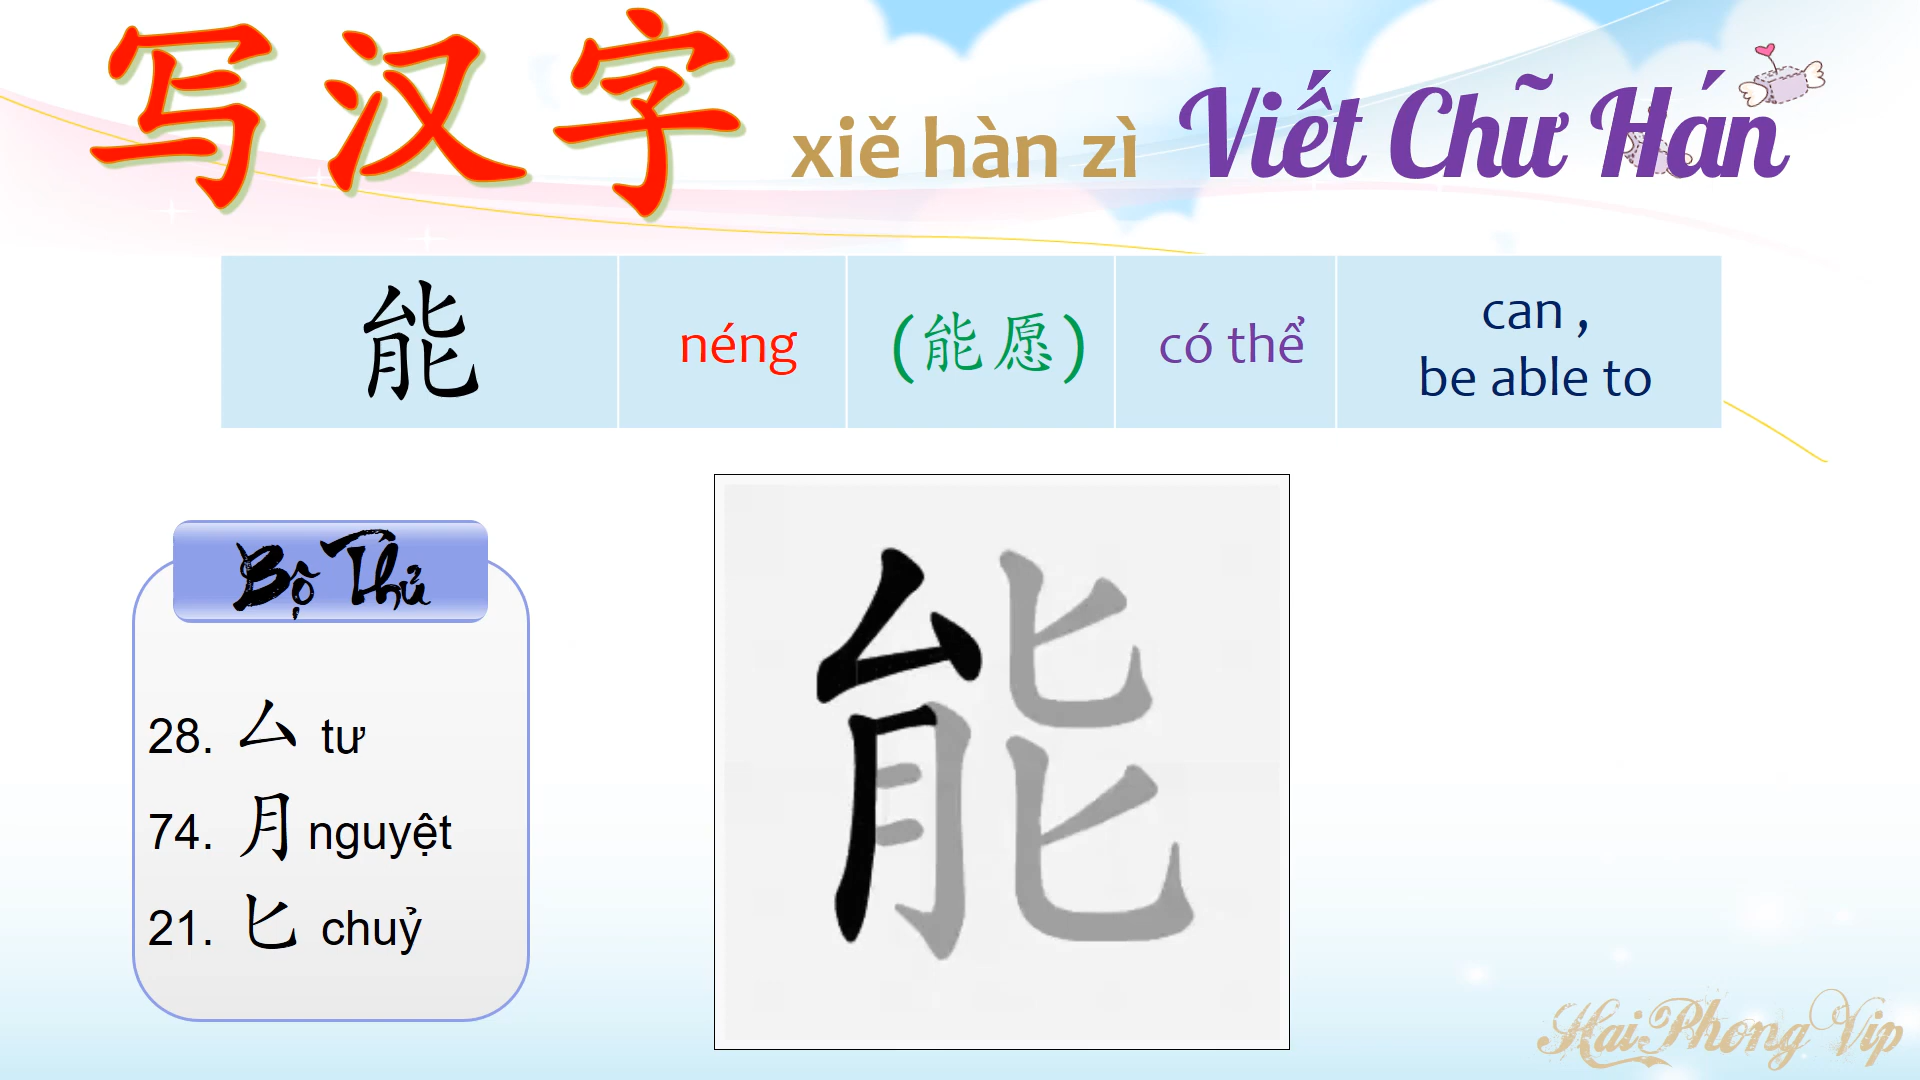 写汉字 xiě hàn zì Viết Chữ Hán
能 néng (能愿) có thể can ,
be able to
Bộ Thủ
28. 厶 tư
74. 月 nguyệt
21. 匕 chuỷ
能
HaiPhongVip